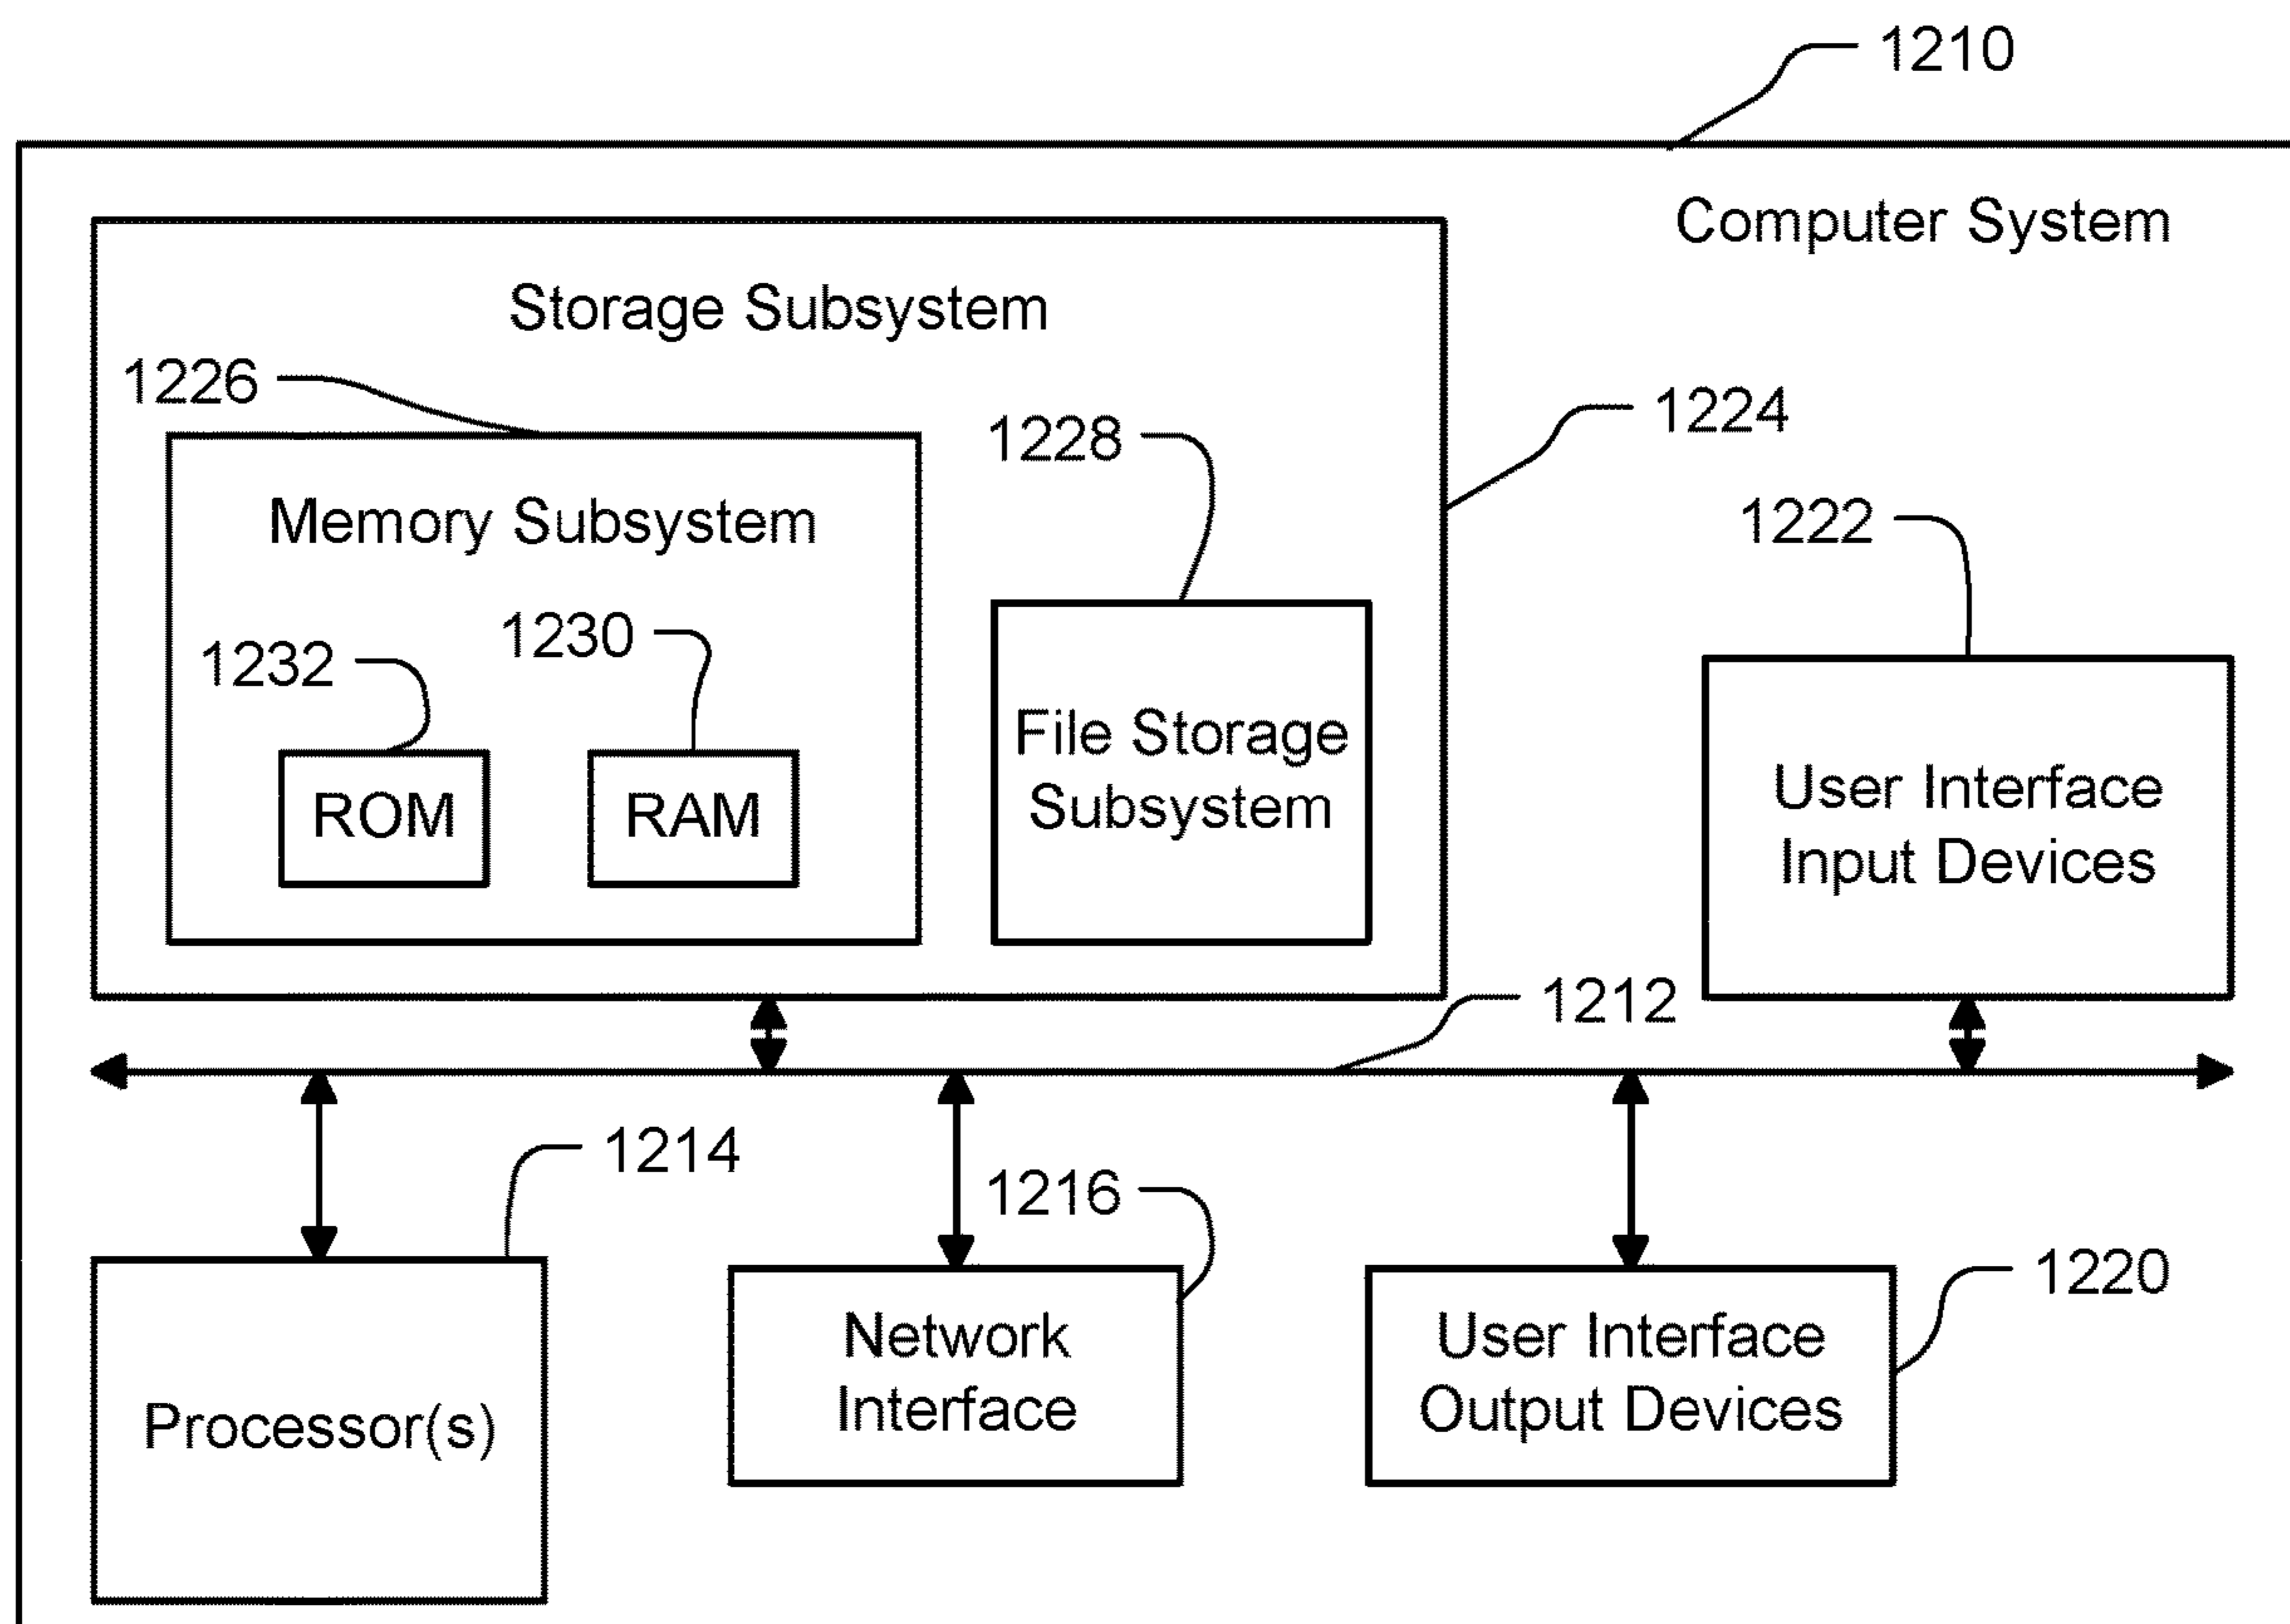 1210
Computer System
Storage Subsystem
1226
1224
1228
Memory Subsystem
1222
1230
1232
File Storage
Subsystem
ROM
RAM
User Interface
Input Devices
1212
1214
1216
1220
Processor(s)
Network
Interface
User Interface
Output Devices